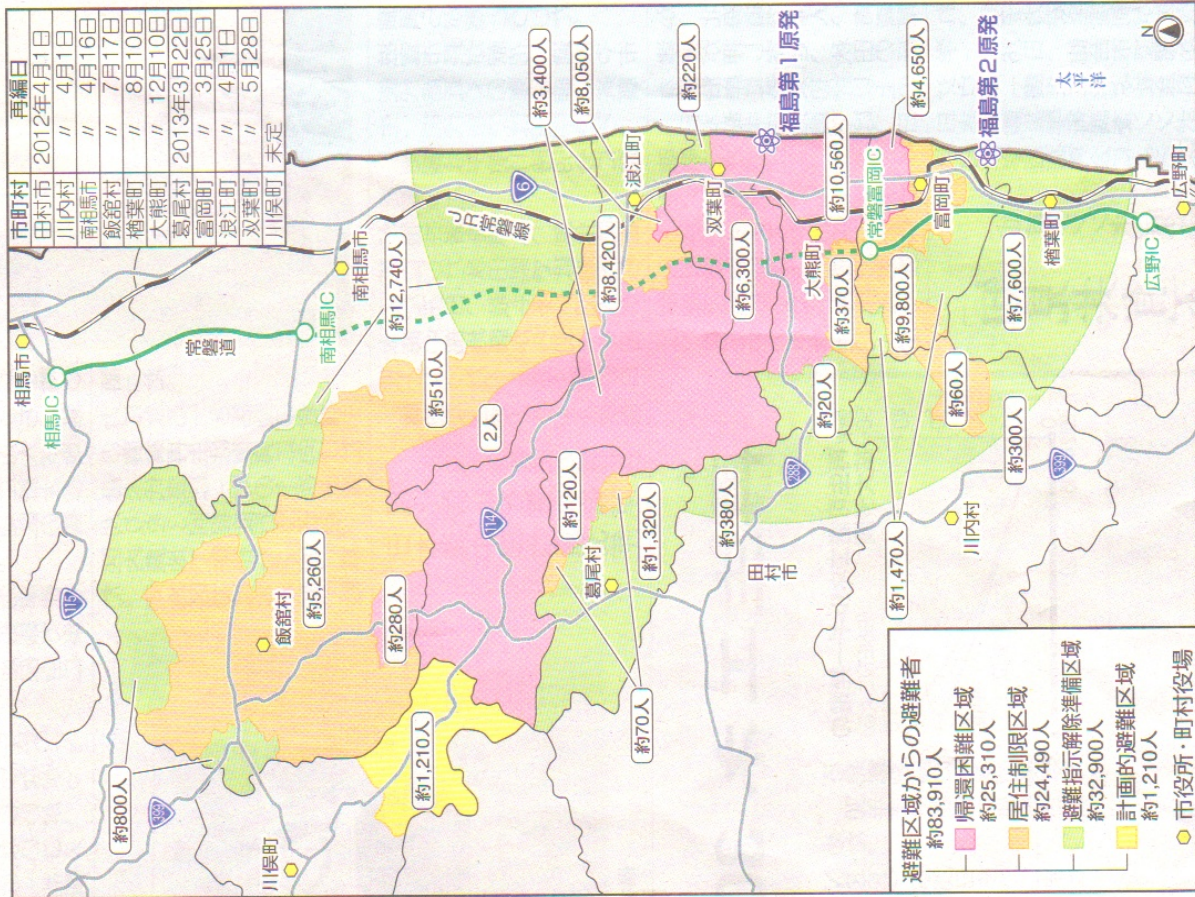 市町村 再編日
田村市 2012年4月1日
川内村 〃 4月1日
南相馬市 〃 4月16日
飯舘村 〃 7月17日
楢葉町 〃 8月10日
大熊町 〃 12月10日
葛尾村 2013年3月22日
富岡町 〃 3月25日
浪江町 〃 4月1日
双葉町 〃 5月28日
川俣町 未定
相馬市
相馬IC
常磐道
南相馬IC
南相馬市
JR常磐線
6
115
399
114
288
399
約12,740人
約3,400人
約8,050人
約220人
浪江町
双葉町
福島第1原発
約4,650人
福島第2原発
太平洋
N
約8,420人
約10,560人
常磐富岡IC
富岡町
大熊町
約6,300人
約370人
約9,800人
約7,600人
楢葉町
広野IC
広野町
約510人
2人
約20人
約60人
約300人
約120人
約1,320人
約380人
葛尾村
田村市
川内村
約1,470人
約5,260人
飯舘村
約280人
約70人
約800人
約1,210人
川俣町
避難区域からの避難者
約83,910人
帰還困難区域
約25,310人
居住制限区域
約24,490人
避難指示解除準備区域
約32,900人
計画的避難区域
約1,210人
市役所・町村役場